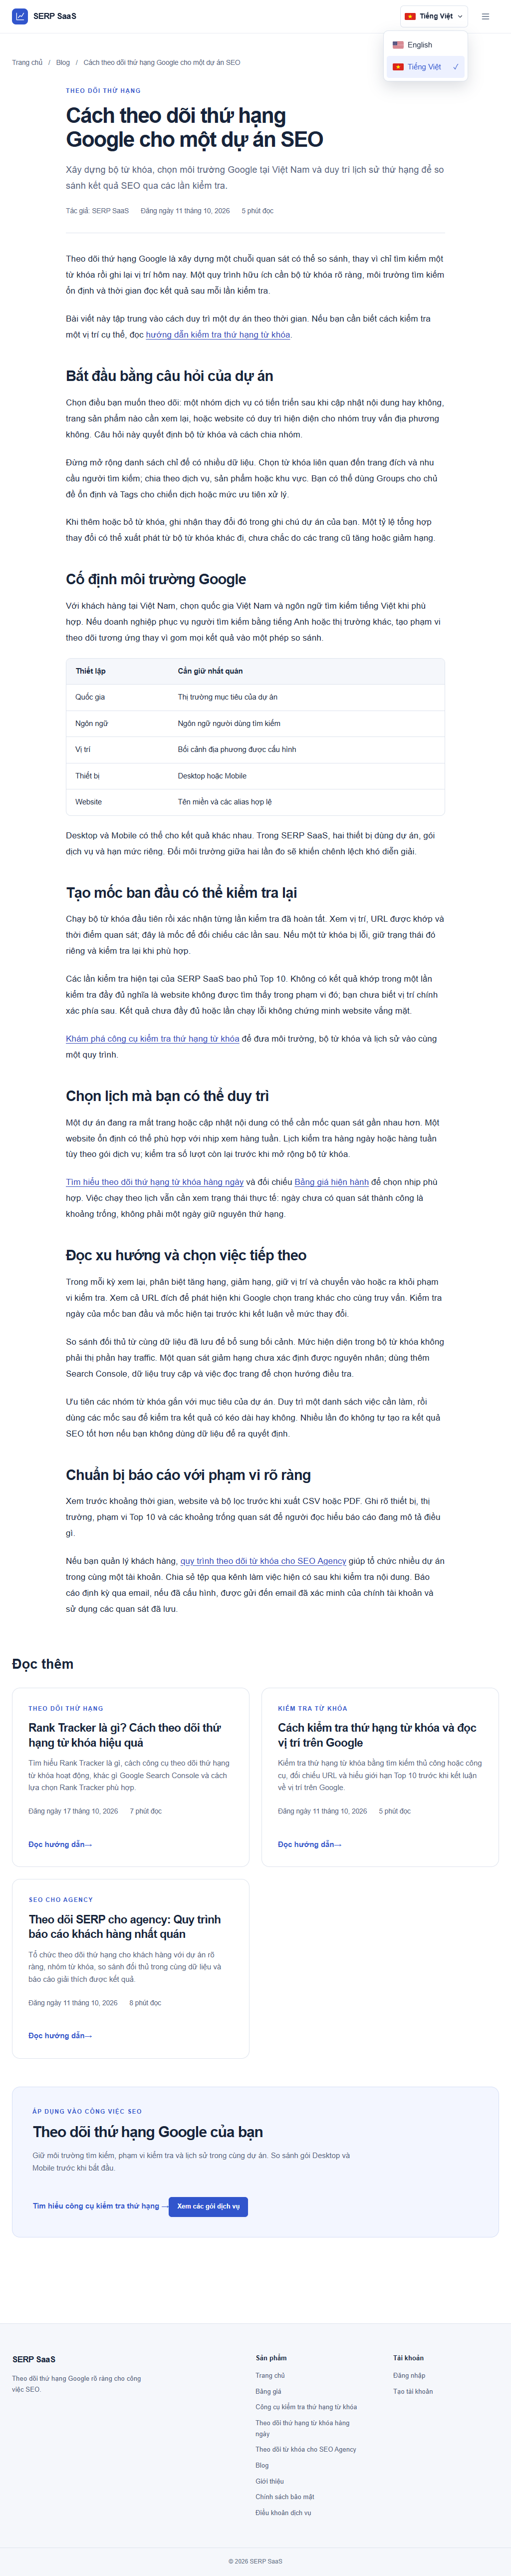 SERP SaaS
Tiếng Việt
English
Tiếng Việt
Trang chủ / Blog / Cách theo dõi thứ hạng Google cho một dự án SEO
THEO DÕI THỨ HẠNG
Cách theo dõi thứ hạng
Google cho một dự án SEO
Xây dựng bộ từ khóa, chọn môi trường Google tại Việt Nam và duy trì lịch sử thứ hạng để so
sánh kết quả SEO qua các lần kiểm tra.
Tác giả: SERP SaaS Đăng ngày 11 tháng 10, 2026 5 phút đọc
Theo dõi thứ hạng Google là xây dựng một chuỗi quan sát có thể so sánh, thay vì chỉ tìm kiếm một
từ khóa rồi ghi lại vị trí hôm nay. Một quy trình hữu ích cần bộ từ khóa rõ ràng, môi trường tìm kiếm
ổn định và thời gian đọc kết quả sau mỗi lần kiểm tra.
Bài viết này tập trung vào cách duy trì một dự án theo thời gian. Nếu bạn cần biết cách kiểm tra
một vị trí cụ thể, đọc hướng dẫn kiểm tra thứ hạng từ khóa.
Bắt đầu bằng câu hỏi của dự án
Chọn điều bạn muốn theo dõi: một nhóm dịch vụ có tiến triển sau khi cập nhật nội dung hay không,
trang sản phẩm nào cần xem lại, hoặc website có duy trì hiện diện cho nhóm truy vấn địa phương
không. Câu hỏi này quyết định bộ từ khóa và cách chia nhóm.
Đừng mở rộng danh sách chỉ để có nhiều dữ liệu. Chọn từ khóa liên quan đến trang đích và nhu
cầu người tìm kiếm; chia theo dịch vụ, sản phẩm hoặc khu vực. Bạn có thể dùng Groups cho chủ
đề ổn định và Tags cho chiến dịch hoặc mức ưu tiên xử lý.
Khi thêm hoặc bỏ từ khóa, ghi nhận thay đổi đó trong ghi chú dự án của bạn. Một tỷ lệ tổng hợp
thay đổi có thể xuất phát từ bộ từ khóa khác đi, chưa chắc do các trang cũ tăng hoặc giảm hạng.
Cố định môi trường Google
Với khách hàng tại Việt Nam, chọn quốc gia Việt Nam và ngôn ngữ tìm kiếm tiếng Việt khi phù
hợp. Nếu doanh nghiệp phục vụ người tìm kiếm bằng tiếng Anh hoặc thị trường khác, tạo phạm vi
theo dõi tương ứng thay vì gom mọi kết quả vào một phép so sánh.
Thiết lập Cần giữ nhất quán
Quốc gia Thị trường mục tiêu của dự án
Ngôn ngữ Ngôn ngữ người dùng tìm kiếm
Vị trí Bối cảnh địa phương được cấu hình
Thiết bị Desktop hoặc Mobile
Website Tên miền và các alias hợp lệ
Desktop và Mobile có thể cho kết quả khác nhau. Trong SERP SaaS, hai thiết bị dùng dự án, gói
dịch vụ và hạn mức riêng. Đổi môi trường giữa hai lần đo sẽ khiến chênh lệch khó diễn giải.
Tạo mốc ban đầu có thể kiểm tra lại
Chạy bộ từ khóa đầu tiên rồi xác nhận từng lần kiểm tra đã hoàn tất. Xem vị trí, URL được khớp và
thời điểm quan sát; đây là mốc để đối chiếu các lần sau. Nếu một từ khóa bị lỗi, giữ trạng thái đó
riêng và kiểm tra lại khi phù hợp.
Các lần kiểm tra hiện tại của SERP SaaS bao phủ Top 10. Không có kết quả khớp trong một lần
kiểm tra đầy đủ nghĩa là website không được tìm thấy trong phạm vi đó; bạn chưa biết vị trí chính
xác phía sau. Kết quả chưa đầy đủ hoặc lần chạy lỗi không chứng minh website vắng mặt.
Khám phá công cụ kiểm tra thứ hạng từ khóa để đưa môi trường, bộ từ khóa và lịch sử vào cùng
một quy trình.
Chọn lịch mà bạn có thể duy trì
Một dự án đang ra mắt trang hoặc cập nhật nội dung có thể cần mốc quan sát gần nhau hơn. Một
website ổn định có thể phù hợp với nhịp xem hàng tuần. Lịch kiểm tra hàng ngày hoặc hàng tuần
tùy theo gói dịch vụ; kiểm tra số lượt còn lại trước khi mở rộng bộ từ khóa.
Tìm hiểu theo dõi thứ hạng từ khóa hàng ngày và đối chiếu Bảng giá hiện hành để chọn nhịp phù
hợp. Việc chạy theo lịch vẫn cần xem trạng thái thực tế: ngày chưa có quan sát thành công là
khoảng trống, không phải một ngày giữ nguyên thứ hạng.
Đọc xu hướng và chọn việc tiếp theo
Trong mỗi kỳ xem lại, phân biệt tăng hạng, giảm hạng, giữ vị trí và chuyển vào hoặc ra khỏi phạm
vi kiểm tra. Xem cả URL đích để phát hiện khi Google chọn trang khác cho cùng truy vấn. Kiểm tra
ngày của mốc ban đầu và mốc hiện tại trước khi kết luận về mức thay đổi.
So sánh đối thủ từ cùng dữ liệu đã lưu để bổ sung bối cảnh. Mức hiện diện trong bộ từ khóa không
phải thị phần hay traffic. Một quan sát giảm hạng chưa xác định được nguyên nhân; dùng thêm
Search Console, dữ liệu truy cập và việc đọc trang để chọn hướng điều tra.
Ưu tiên các nhóm từ khóa gắn với mục tiêu của dự án. Duy trì một danh sách việc cần làm, rồi
dùng các mốc sau để kiểm tra kết quả có kéo dài hay không. Nhiều lần đo không tự tạo ra kết quả
SEO tốt hơn nếu bạn không dùng dữ liệu để ra quyết định.
Chuẩn bị báo cáo với phạm vi rõ ràng
Xem trước khoảng thời gian, website và bộ lọc trước khi xuất CSV hoặc PDF. Ghi rõ thiết bị, thị
trường, phạm vi Top 10 và các khoảng trống quan sát để người đọc hiểu báo cáo đang mô tả điều
gì.
Nếu bạn quản lý khách hàng, quy trình theo dõi từ khóa cho SEO Agency giúp tổ chức nhiều dự án
trong cùng một tài khoản. Chia sẻ tệp qua kênh làm việc hiện có sau khi kiểm tra nội dung. Báo
cáo định kỳ qua email, nếu đã cấu hình, được gửi đến email đã xác minh của chính tài khoản và
sử dụng các quan sát đã lưu.
Đọc thêm
THEO DÕI THỨ HẠNG
Rank Tracker là gì? Cách theo dõi thứ
hạng từ khóa hiệu quả
Tìm hiểu Rank Tracker là gì, cách công cụ theo dõi thứ hạng
từ khóa hoạt động, khác gì Google Search Console và cách
lựa chọn Rank Tracker phù hợp.
Đăng ngày 17 tháng 10, 2026 7 phút đọc
Đọc hướng dẫn→
KIỂM TRA TỪ KHÓA
Cách kiểm tra thứ hạng từ khóa và đọc
vị trí trên Google
Kiểm tra thứ hạng từ khóa bằng tìm kiếm thủ công hoặc công
cụ, đối chiếu URL và hiểu giới hạn Top 10 trước khi kết luận
về vị trí trên Google.
Đăng ngày 11 tháng 10, 2026 5 phút đọc
Đọc hướng dẫn→
SEO CHO AGENCY
Theo dõi SERP cho agency: Quy trình
báo cáo khách hàng nhất quán
Tổ chức theo dõi thứ hạng cho khách hàng với dự án rõ
ràng, nhóm từ khóa, so sánh đối thủ trong cùng dữ liệu và
báo cáo giải thích được kết quả.
Đăng ngày 11 tháng 10, 2026 8 phút đọc
Đọc hướng dẫn→
ÁP DỤNG VÀO CÔNG VIỆC SEO
Theo dõi thứ hạng Google của bạn
Giữ môi trường tìm kiếm, phạm vi kiểm tra và lịch sử trong cùng dự án. So sánh gói Desktop và
Mobile trước khi bắt đầu.
Tìm hiểu công cụ kiểm tra thứ hạng →
Xem các gói dịch vụ
SERP SaaS
Theo dõi thứ hạng Google rõ ràng cho công
việc SEO.
Sản phẩm
Trang chủ
Bảng giá
Công cụ kiểm tra thứ hạng từ khóa
Theo dõi thứ hạng từ khóa hàng
ngày
Theo dõi từ khóa cho SEO Agency
Blog
Giới thiệu
Chính sách bảo mật
Điều khoản dịch vụ
Tài khoản
Đăng nhập
Tạo tài khoản
© 2026 SERP SaaS